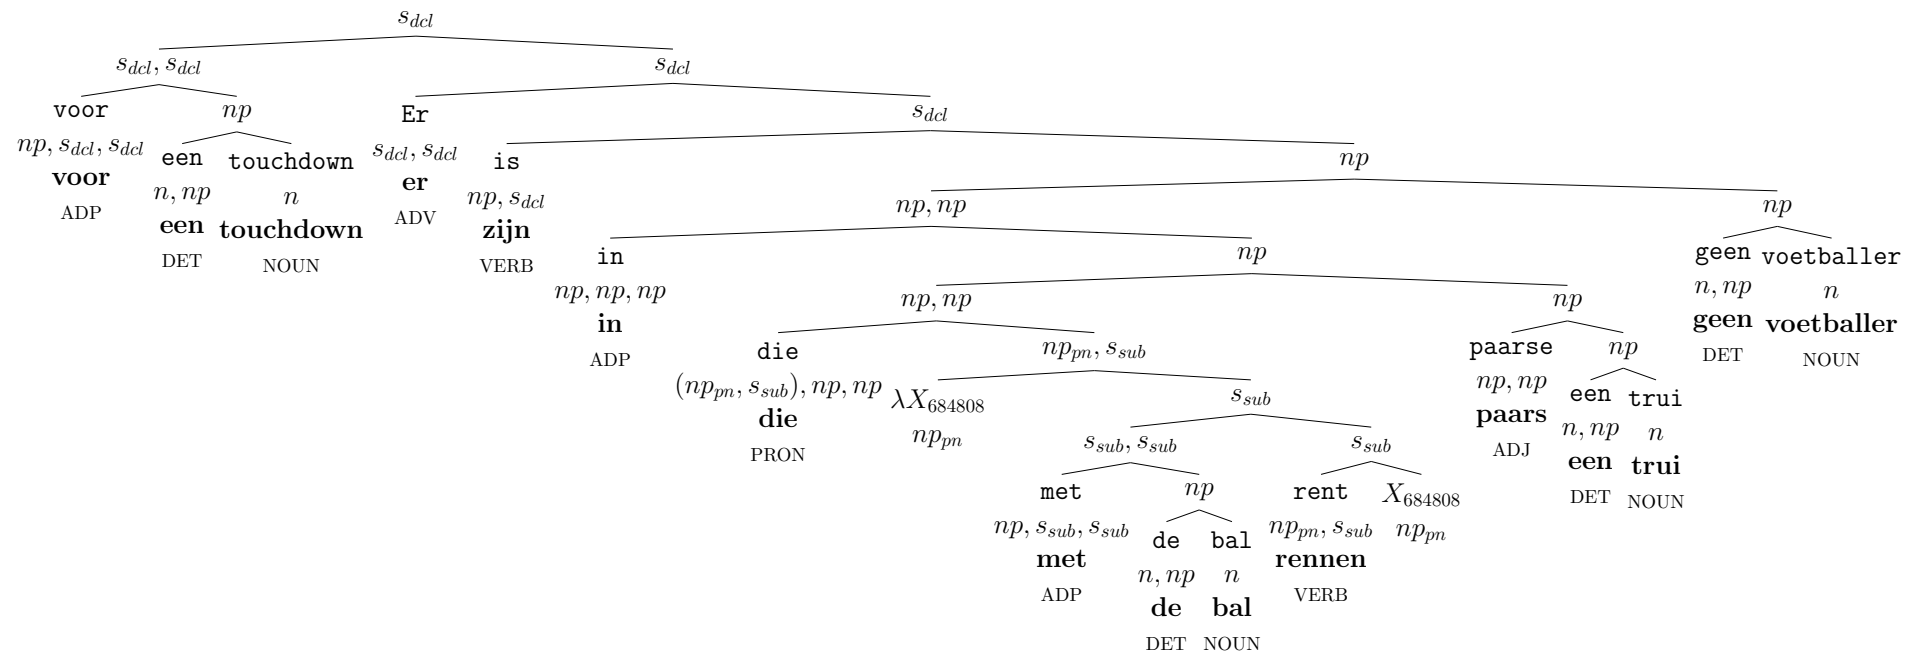 s_dcl
s_dcl, s_dcl s_dcl
voor np Er s_dcl
np, s_dcl, s_dcl een touchdown s_dcl, s_dcl is np
voor n, np n er np, s_dcl np, np np
ADP een touchdown ADV zijn
DET NOUN VERB in np geen voetballer
np, np, np np, np np n, np n
in geen voetballer
ADP die np_pn, s_sub paarse np DET NOUN
(np_pn, s_sub), np, np λX_684808 s_sub np, np een trui
die np_pn s_sub, s_sub s_sub paars n, np n
PRON ADJ een trui
met np rent X_684808 DET NOUN
np, s_sub, s_sub de bal np_pn, s_sub np_pn
met n, np n rennen
ADP de bal VERB
DET NOUN